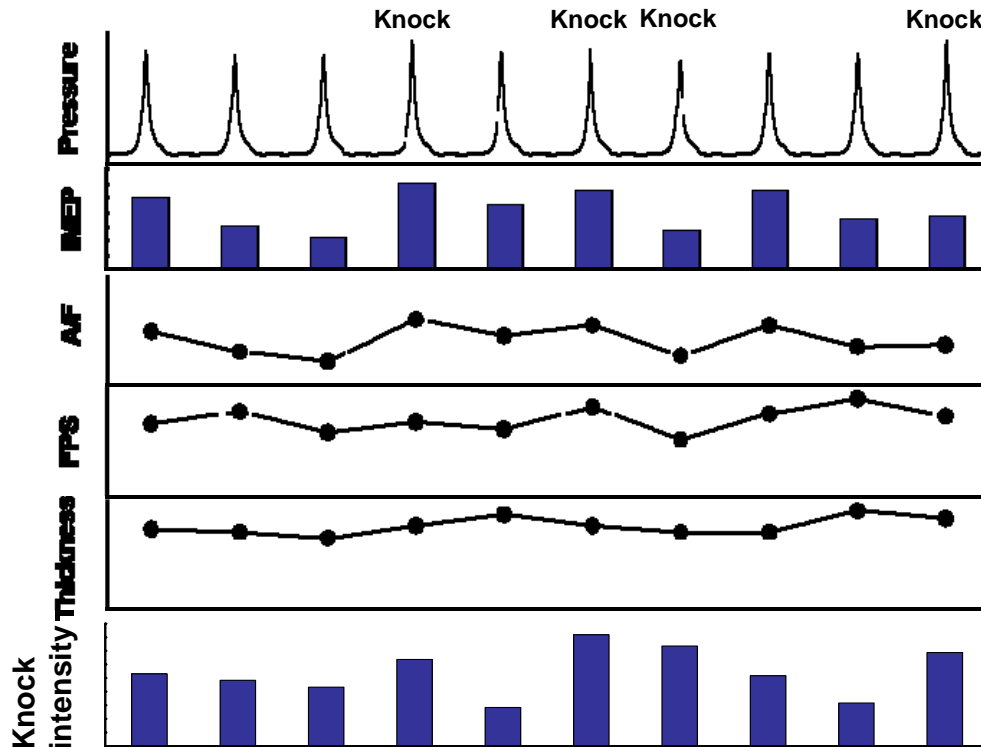 Knock Knock Knock Knock
Pressure
IMEP
A/F
FPS
Thickness
Knock
intensity